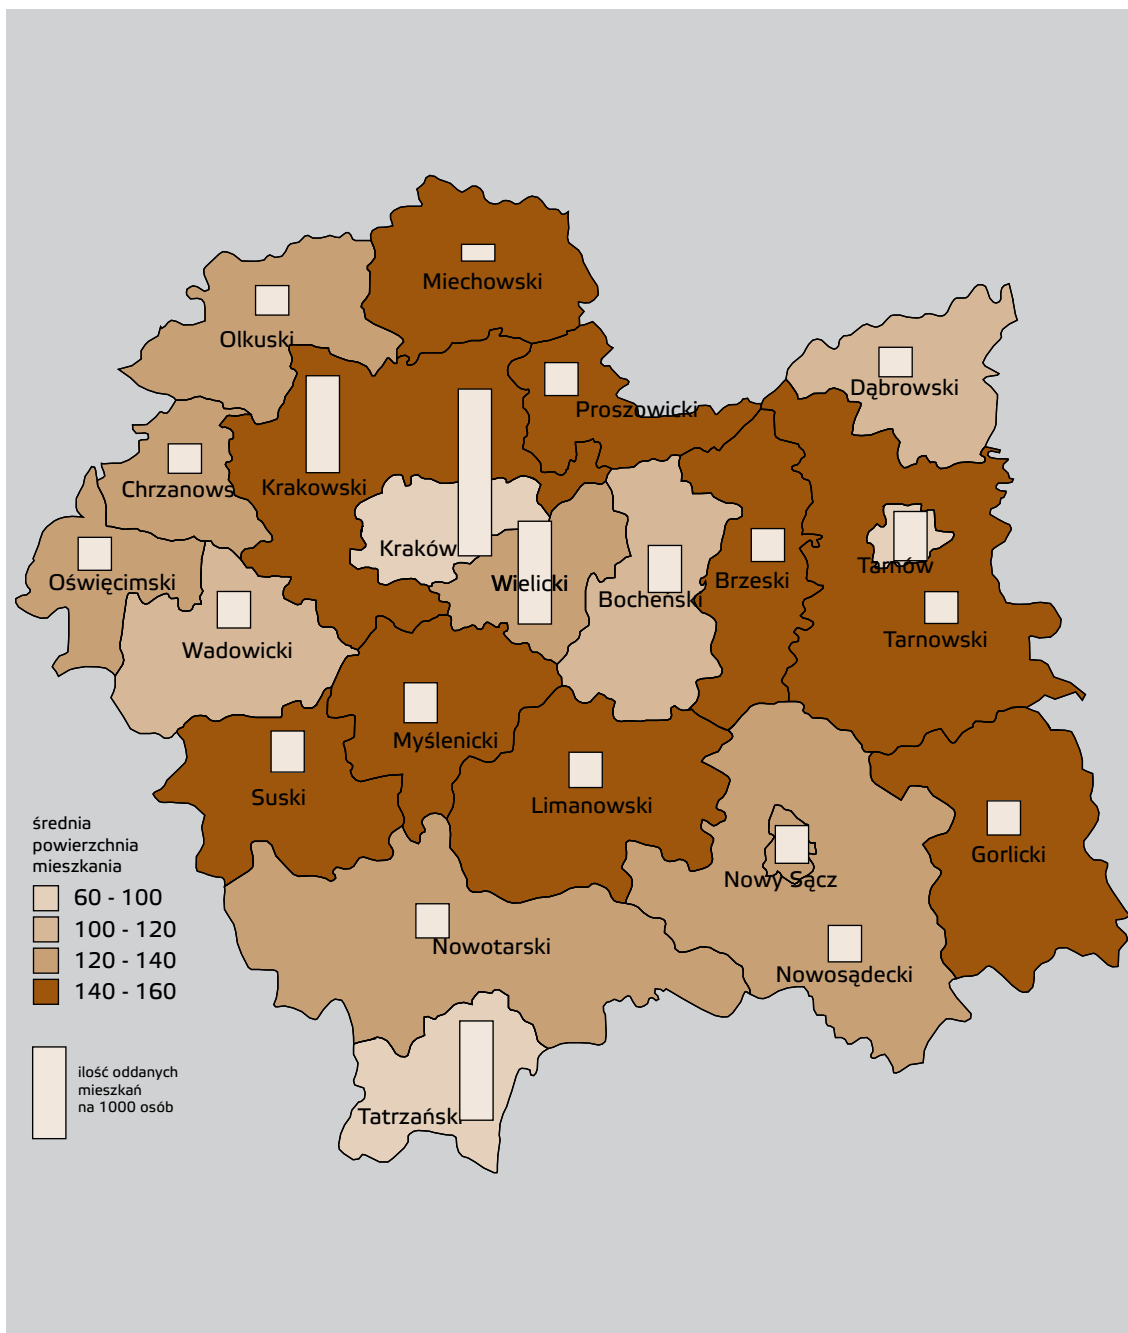 Miechowski
Olkuski
Dąbrowski
Proszowicki
Chrzanows
Krakowski
Kraków
Tarnów
Oświęcimski
Wielicki
Brzeski
Bocheński
Tarnowski
Wadowicki
Myślenicki
Suski
Limanowski
Gorlicki
Nowy Sącz
Nowotarski
Nowosądecki
Tatrzański
średnia
powierzchnia
mieszkania
60 - 100
100 - 120
120 - 140
140 - 160
ilość oddanych
mieszkań
na 1000 osób